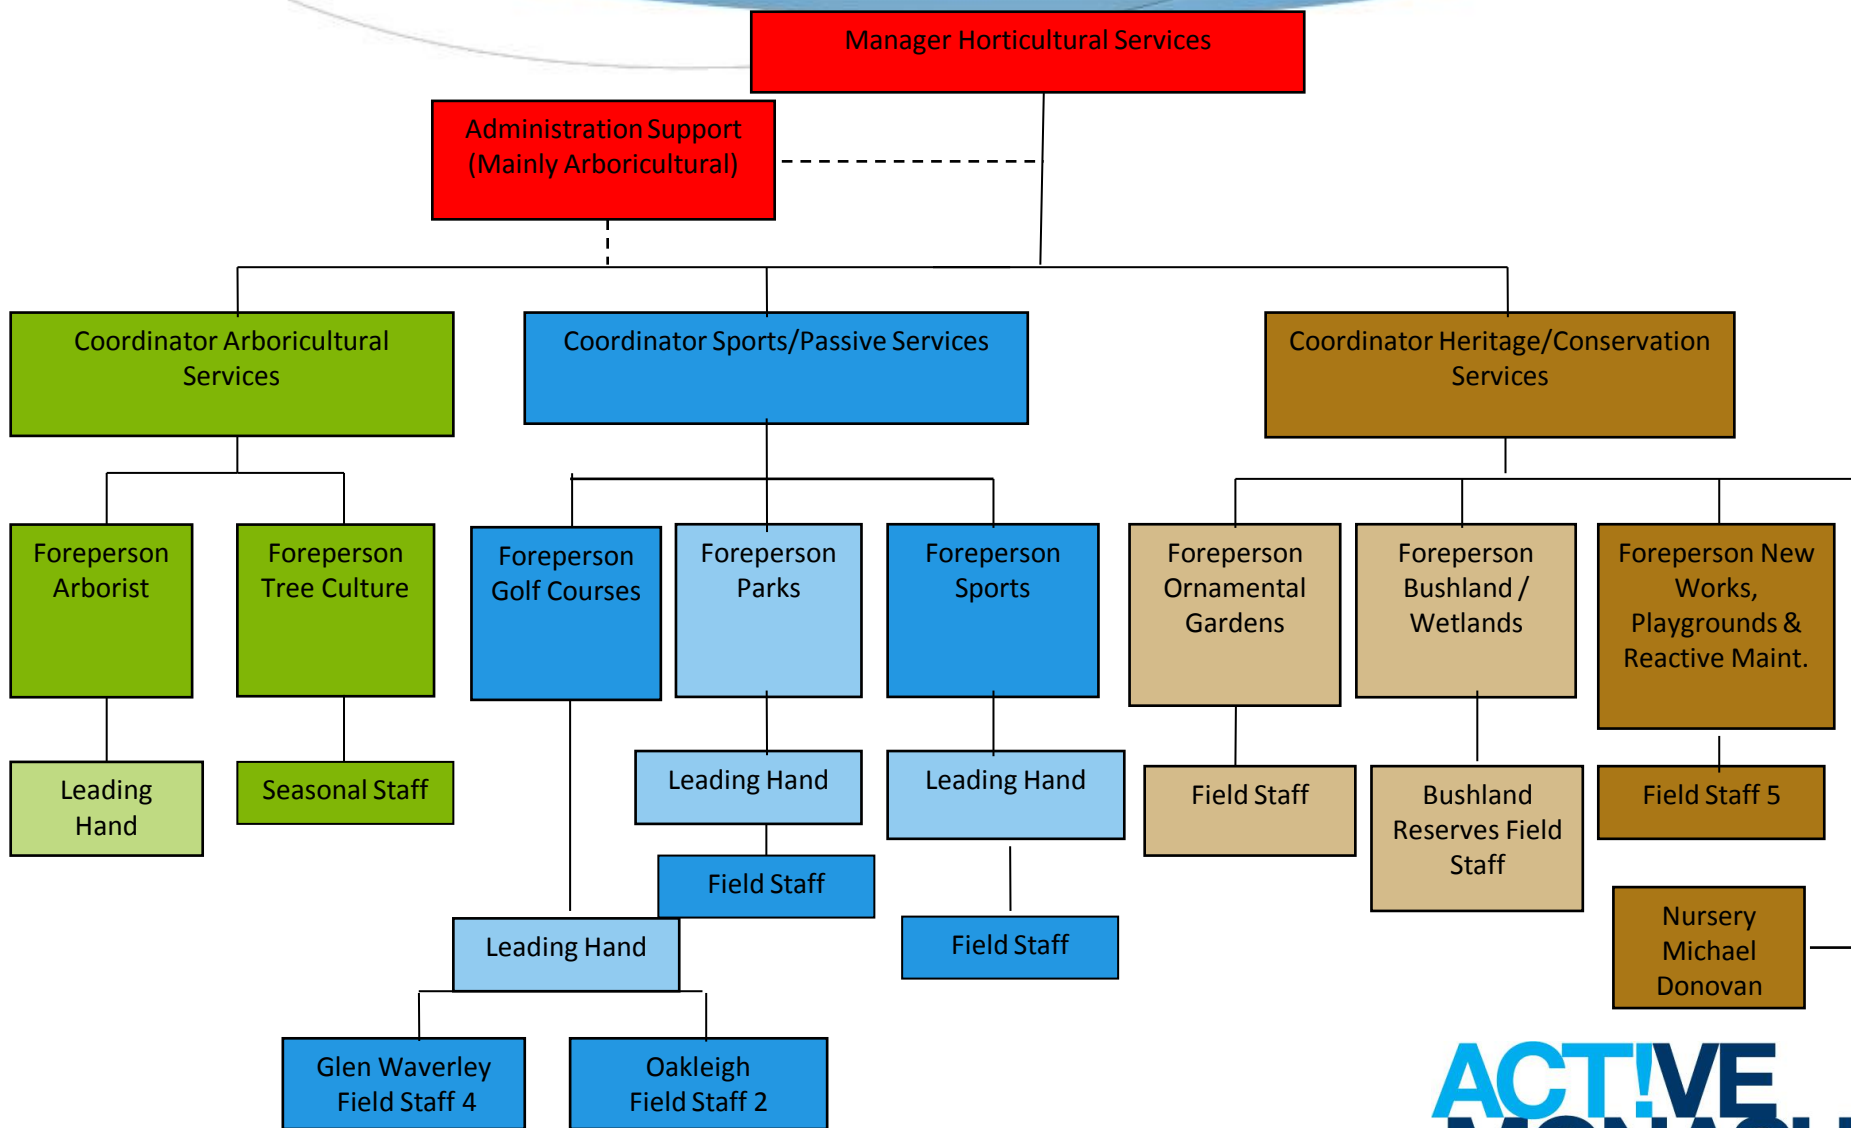 Manager Horticultural Services
Administration Support
(Mainly Arboricultural)
Coordinator Arboricultural
Services
Coordinator Sports/Passive Services
Coordinator Heritage/Conservation
Services
Foreperson
Arborist
Foreperson
Tree Culture
Foreperson
Golf Courses
Foreperson
Parks
Foreperson
Sports
Foreperson
Ornamental
Gardens
Foreperson
Bushland /
Wetlands
Foreperson New
Works,
Playgrounds &
Reactive Maint.
Leading
Hand
Seasonal Staff
Leading Hand
Leading Hand
Field Staff
Bushland
Reserves Field
Staff
Field Staff 5
Field Staff
Field Staff
Leading Hand
Nursery
Michael
Donovan
Glen Waverley
Field Staff 4
Oakleigh
Field Staff 2
ACT!VE
MONASH